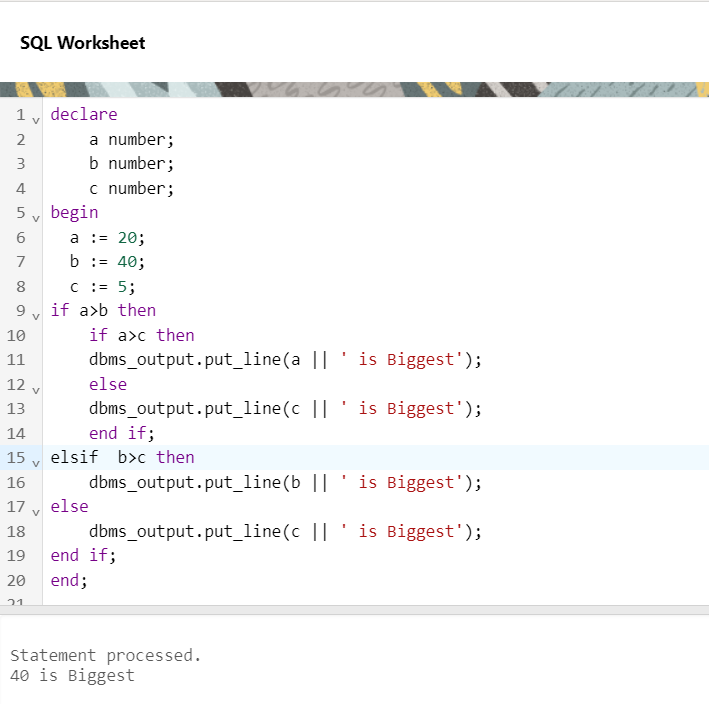 SQL Worksheet
1 declare
2     a number;
3     b number;
4     c number;
5 begin
6   a := 20;
7   b := 40;
8   c := 5;
9 if a>b then
10     if a>c then
11     dbms_output.put_line(a || ' is Biggest');
12     else
13     dbms_output.put_line(c || ' is Biggest');
14     end if;
15 elsif  b>c then
16     dbms_output.put_line(b || ' is Biggest');
17 else
18     dbms_output.put_line(c || ' is Biggest');
19 end if;
20 end;
21
Statement processed.
40 is Biggest